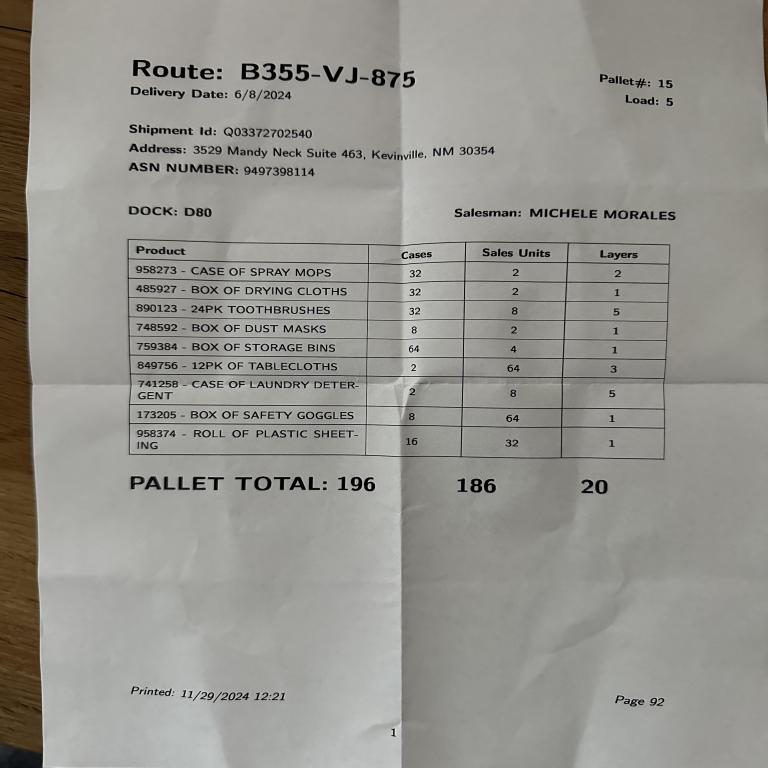 Route: B355-VJ-875
Pallet#: 15
Delivery Date: 6/8/2024
Load: 5
Shipment Id: Q03372702540
Address: 3529 Mandy Neck Suite 463, Kevinville, NM 30354
ASN NUMBER: 9497398114
DOCK: D80
Salesman: MICHELE MORALES
Product Cases Sales Units Layers
958273 - CASE OF SPRAY MOPS 32 2 2
485927 - BOX OF DRYING CLOTHS 32 2 1
890123 - 24PK TOOTHBRUSHES 32 8 5
748592 - BOX OF DUST MASKS 8 2 1
759384 - BOX OF STORAGE BINS 64 4 1
849756 - 12PK OF TABLECLOTHS 2 64 3
741258 - CASE OF LAUNDRY DETER-
GENT 2 8 5
173205 - BOX OF SAFETY GOGGLES 8 64 1
958374 - ROLL OF PLASTIC SHEET-
ING 16 32 1
PALLET TOTAL: 196 186 20
Printed: 11/29/2024 12:21
Page 92
1